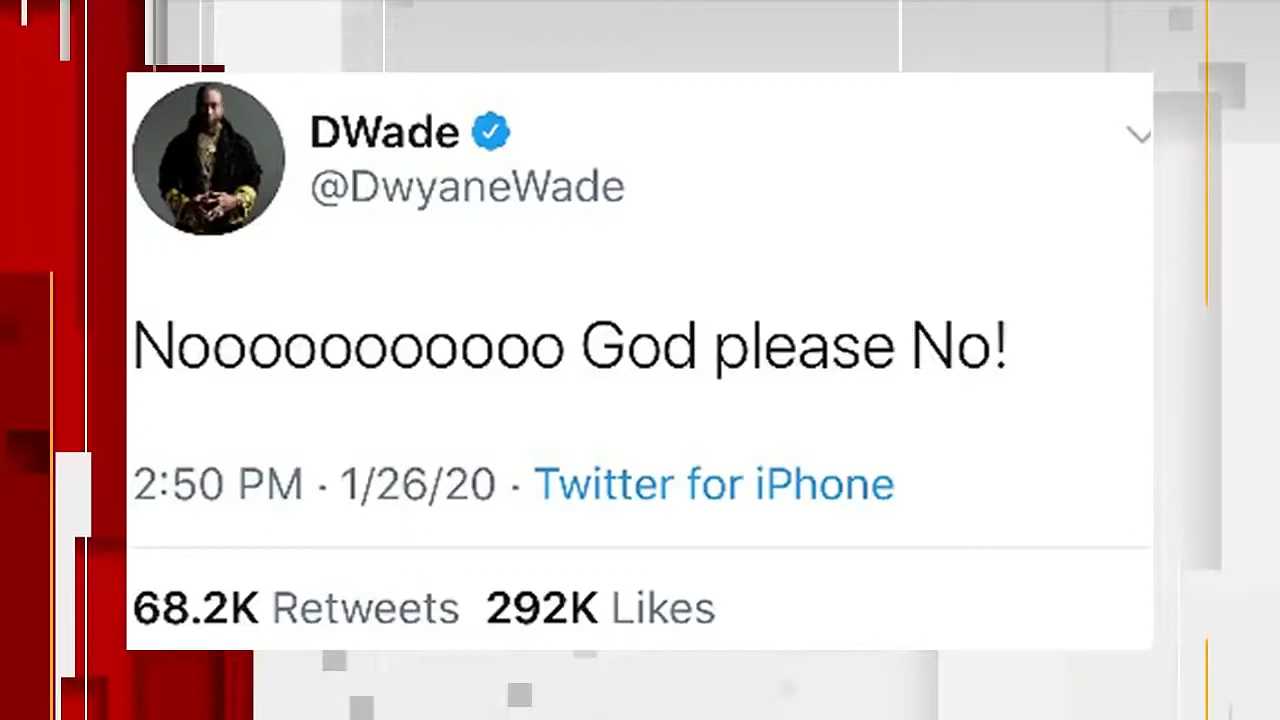 DWade
@DwyaneWade
Nooooooooooo God please No!
2:50 PM · 1/26/20 · Twitter for iPhone
68.2K Retweets 292K Likes